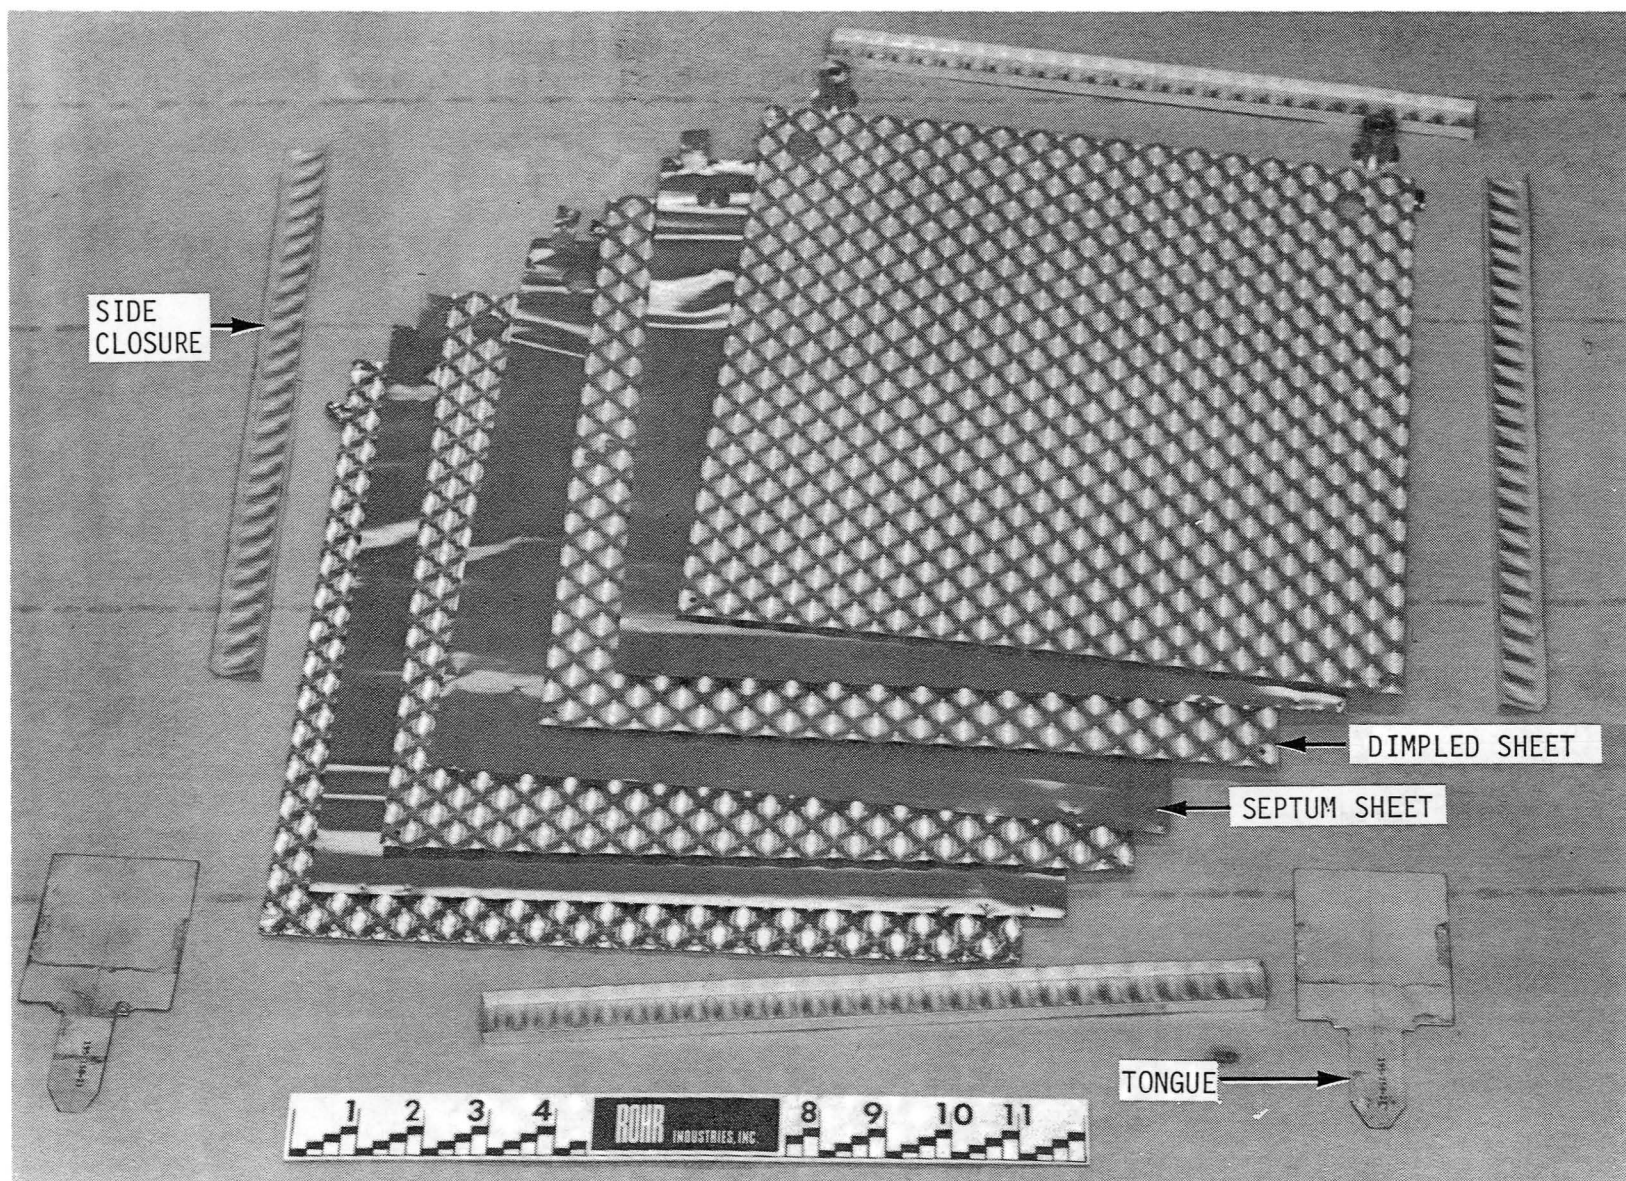 SIDE
CLOSURE
DIMPLED SHEET
SEPTUM SHEET
TONGUE
1 2 3 4 ROHR INDUSTRIES, INC. 8 9 10 11